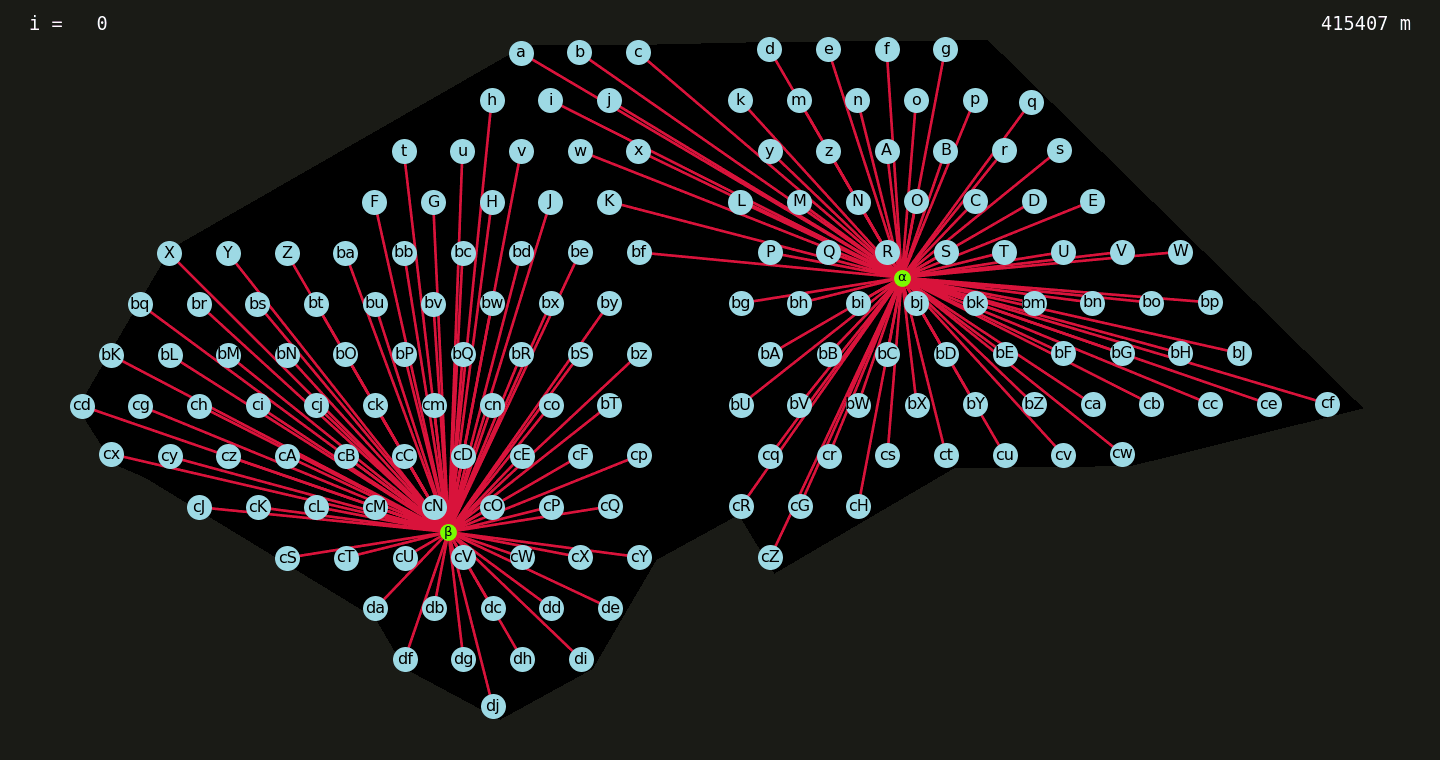 i = 0 415407 m
a b c d e f g
h i j k m n o p q
t u v w x y z A B r s
F G H J K L M N O C D E
X Y Z ba bb bc bd be bf P Q R S T U V W
α
bq br bs bt bu bv bw bx by bg bh bi bj bk bm bn bo bp
bK bL bM bN bO bP bQ bR bS bz bA bB bC bD bE bF bG bH bJ
cd cg ch ci cj ck cm cn co bT bU bV bW bX bY bZ ca cb cc ce cf
cx cy cz cA cB cC cD cE cF cp cq cr cs ct cu cv cw
cJ cK cL cM cN cO cP cQ cR cG cH
β
cS cT cU cV cW cX cY cZ
da db dc dd de
df dg dh di
dj